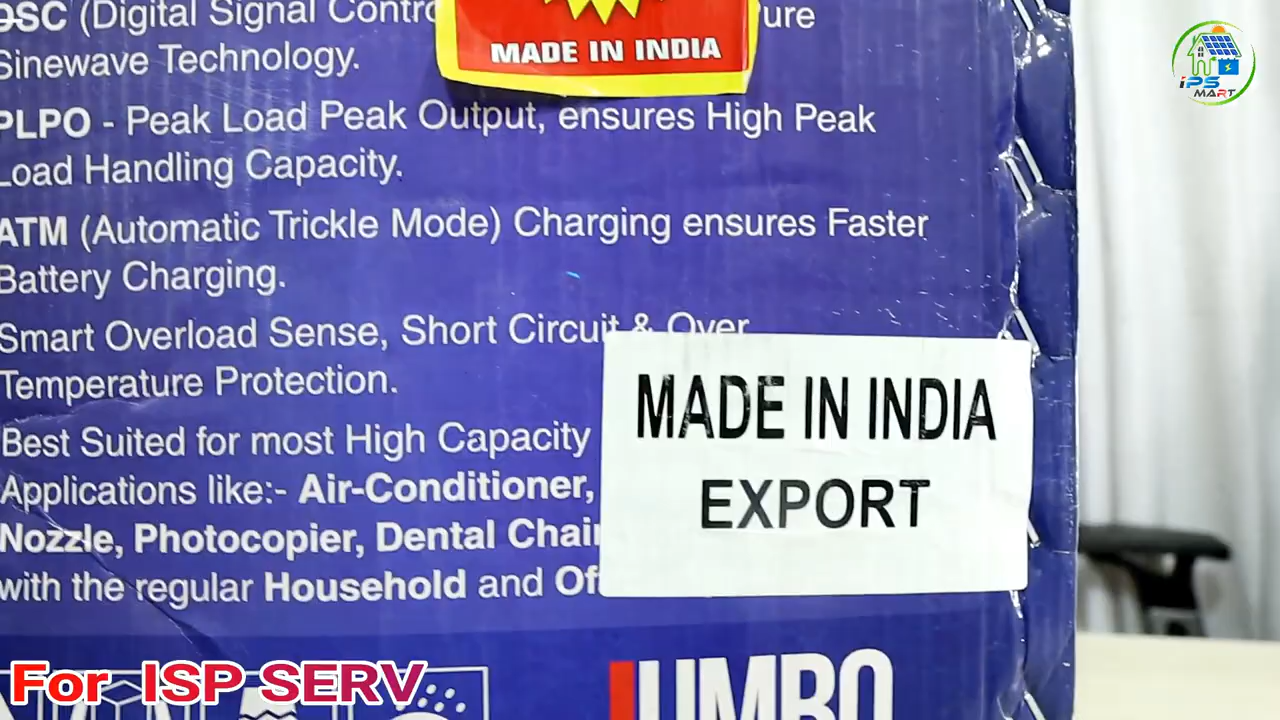 DSC (Digital Signal Contro
ure
Sinewave Technology.
MADE IN INDIA
PLPO - Peak Load Peak Output, ensures High Peak
Load Handling Capacity.
ATM (Automatic Trickle Mode) Charging ensures Faster
Battery Charging.
Smart Overload Sense, Short Circuit & Over
Temperature Protection.
Best Suited for most High Capacity
Applications like:- Air-Conditioner,
Nozzle, Photocopier, Dental Chair
with the regular Household and Of
MADE IN INDIA
EXPORT
JUMBO
For ISP SERV
iPS
MART